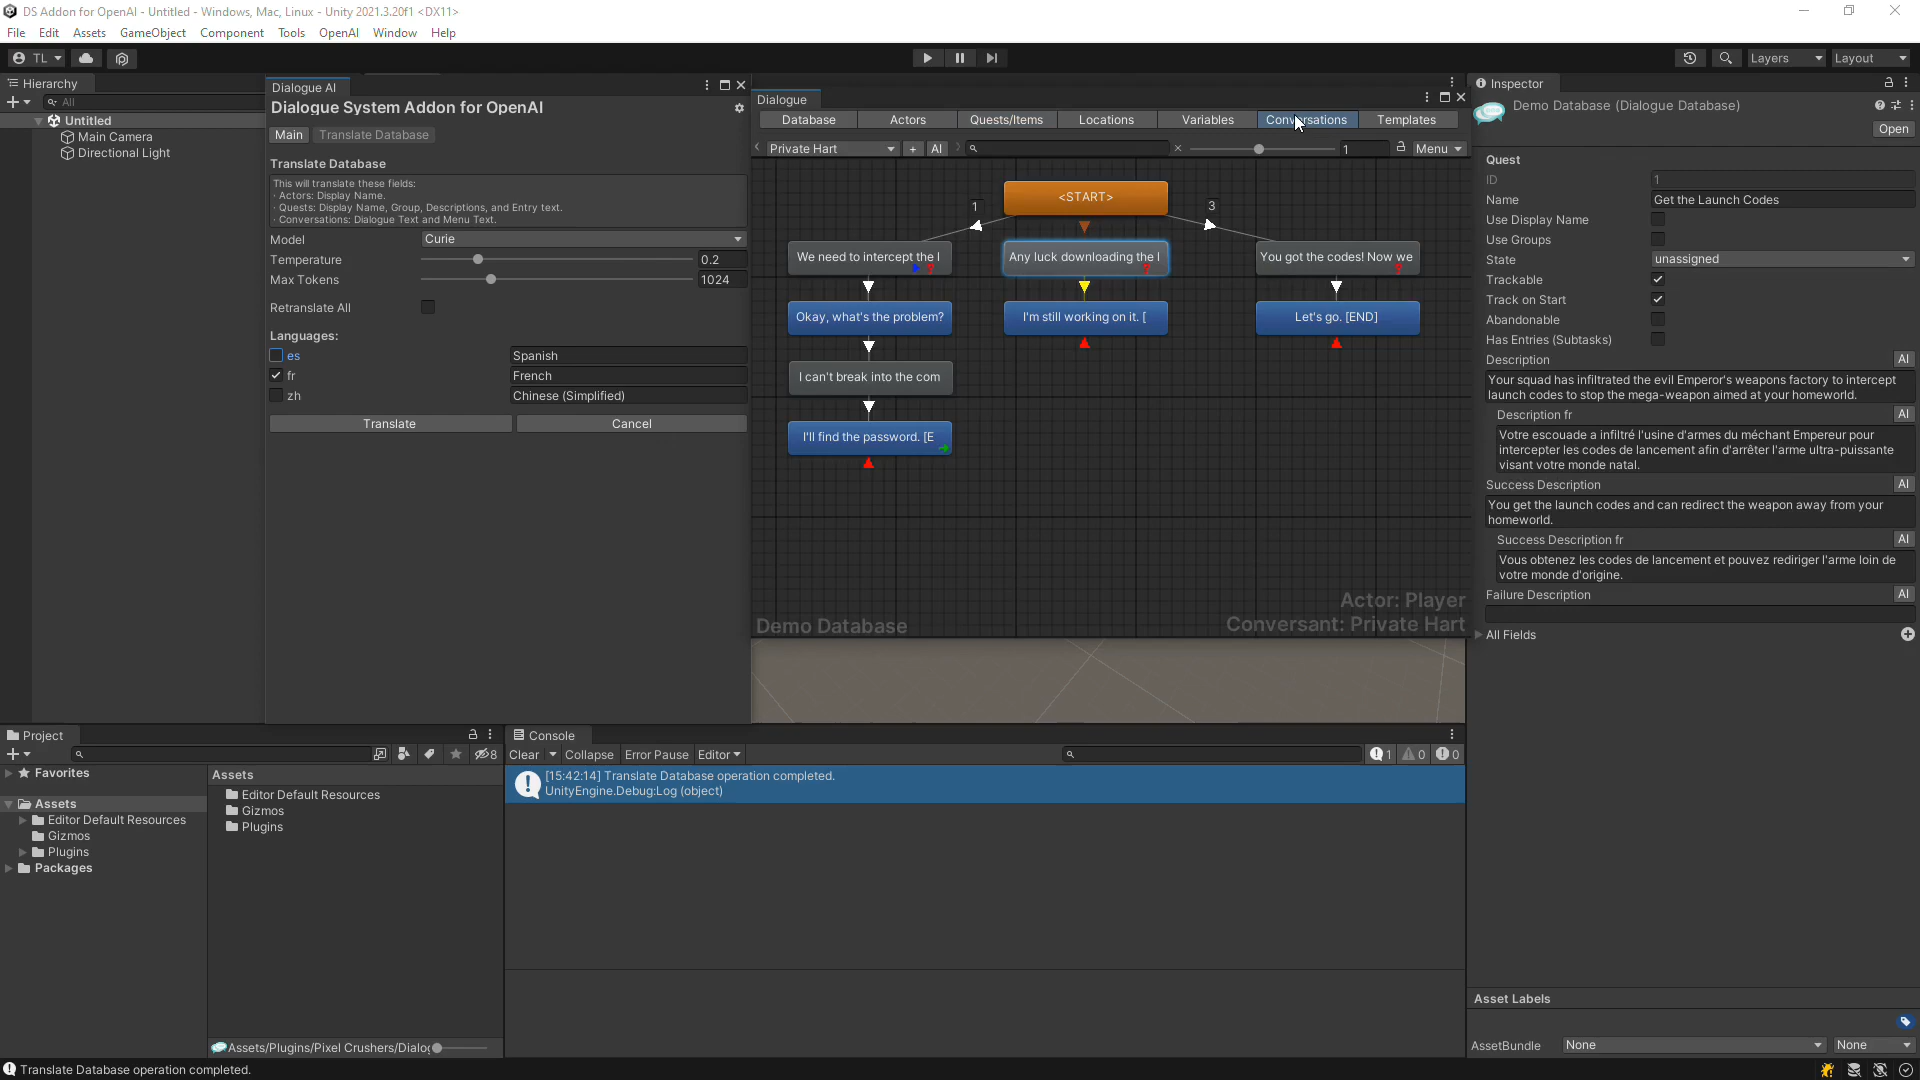 DS Addon for OpenAI - Untitled - Windows, Mac, Linux - Unity 2021.3.20f1 <DX11>
File Edit Assets GameObject Component Tools OpenAI Window Help
TL
Layers
Layout
Hierarchy
All
Untitled
Main Camera
Directional Light
Dialogue AI
Dialogue System Addon for OpenAI
Main
Translate Database
Translate Database
This will translate these fields:
· Actors: Display Name.
· Quests: Display Name, Group, Descriptions, and Entry text.
· Conversations: Dialogue Text and Menu Text.
Model
Curie
Temperature
0.2
Max Tokens
1024
Retranslate All
Languages:
es
Spanish
fr
French
zh
Chinese (Simplified)
Translate
Cancel
Dialogue
Database
Actors
Quests/Items
Locations
Variables
Conversations
Templates
Private Hart
+
AI
1
Menu
<START>
1
3
We need to intercept the l
Any luck downloading the l
You got the codes! Now we
Okay, what's the problem?
I'm still working on it. [
Let's go. [END]
I can't break into the com
I'll find the password. [E
Actor: Player
Conversant: Private Hart
Demo Database
Inspector
Demo Database (Dialogue Database)
Open
Quest
ID
1
Name
Get the Launch Codes
Use Display Name
Use Groups
State
unassigned
Trackable
Track on Start
Abandonable
Has Entries (Subtasks)
Description
AI
Your squad has infiltrated the evil Emperor's weapons factory to intercept
launch codes to stop the mega-weapon aimed at your homeworld.
Description fr
AI
Votre escouade a infiltré l'usine d'armes du méchant Empereur pour
intercepter les codes de lancement afin d'arrêter l'arme ultra-puissante
visant votre monde natal.
Success Description
AI
You get the launch codes and can redirect the weapon away from your
homeworld.
Success Description fr
AI
Vous obtenez les codes de lancement et pouvez rediriger l'arme loin de
votre monde d'origine.
Failure Description
AI
All Fields
Project
8
Favorites
Assets
Editor Default Resources
Gizmos
Plugins
Packages
Assets
Editor Default Resources
Gizmos
Plugins
Assets/Plugins/Pixel Crushers/Dialog
Console
Clear
Collapse
Error Pause
Editor
1
0
0
[15:42:14] Translate Database operation completed.
UnityEngine.Debug:Log (object)
Asset Labels
AssetBundle
None
None
Translate Database operation completed.